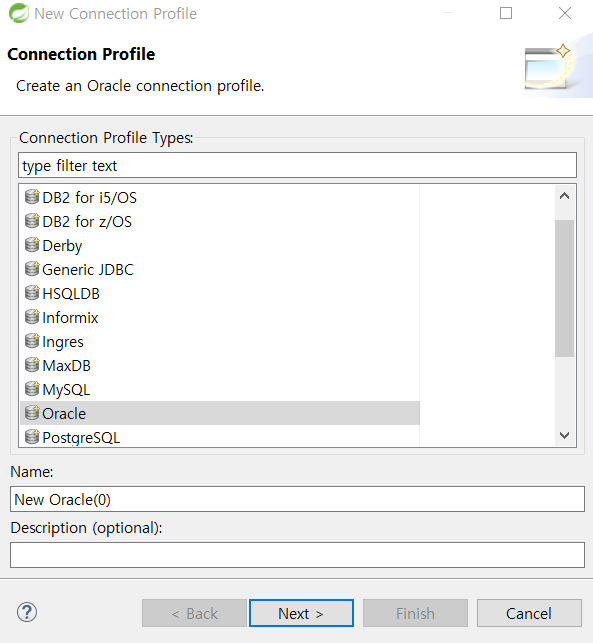 New Connection Profile
Connection Profile
Create an Oracle connection profile.
Connection Profile Types:
type filter text
DB2 for i5/OS
DB2 for z/OS
Derby
Generic JDBC
HSQLDB
Informix
Ingres
MaxDB
MySQL
Oracle
PostgreSQL
Name:
New Oracle(0)
Description (optional):
?
< Back
Next >
Finish
Cancel